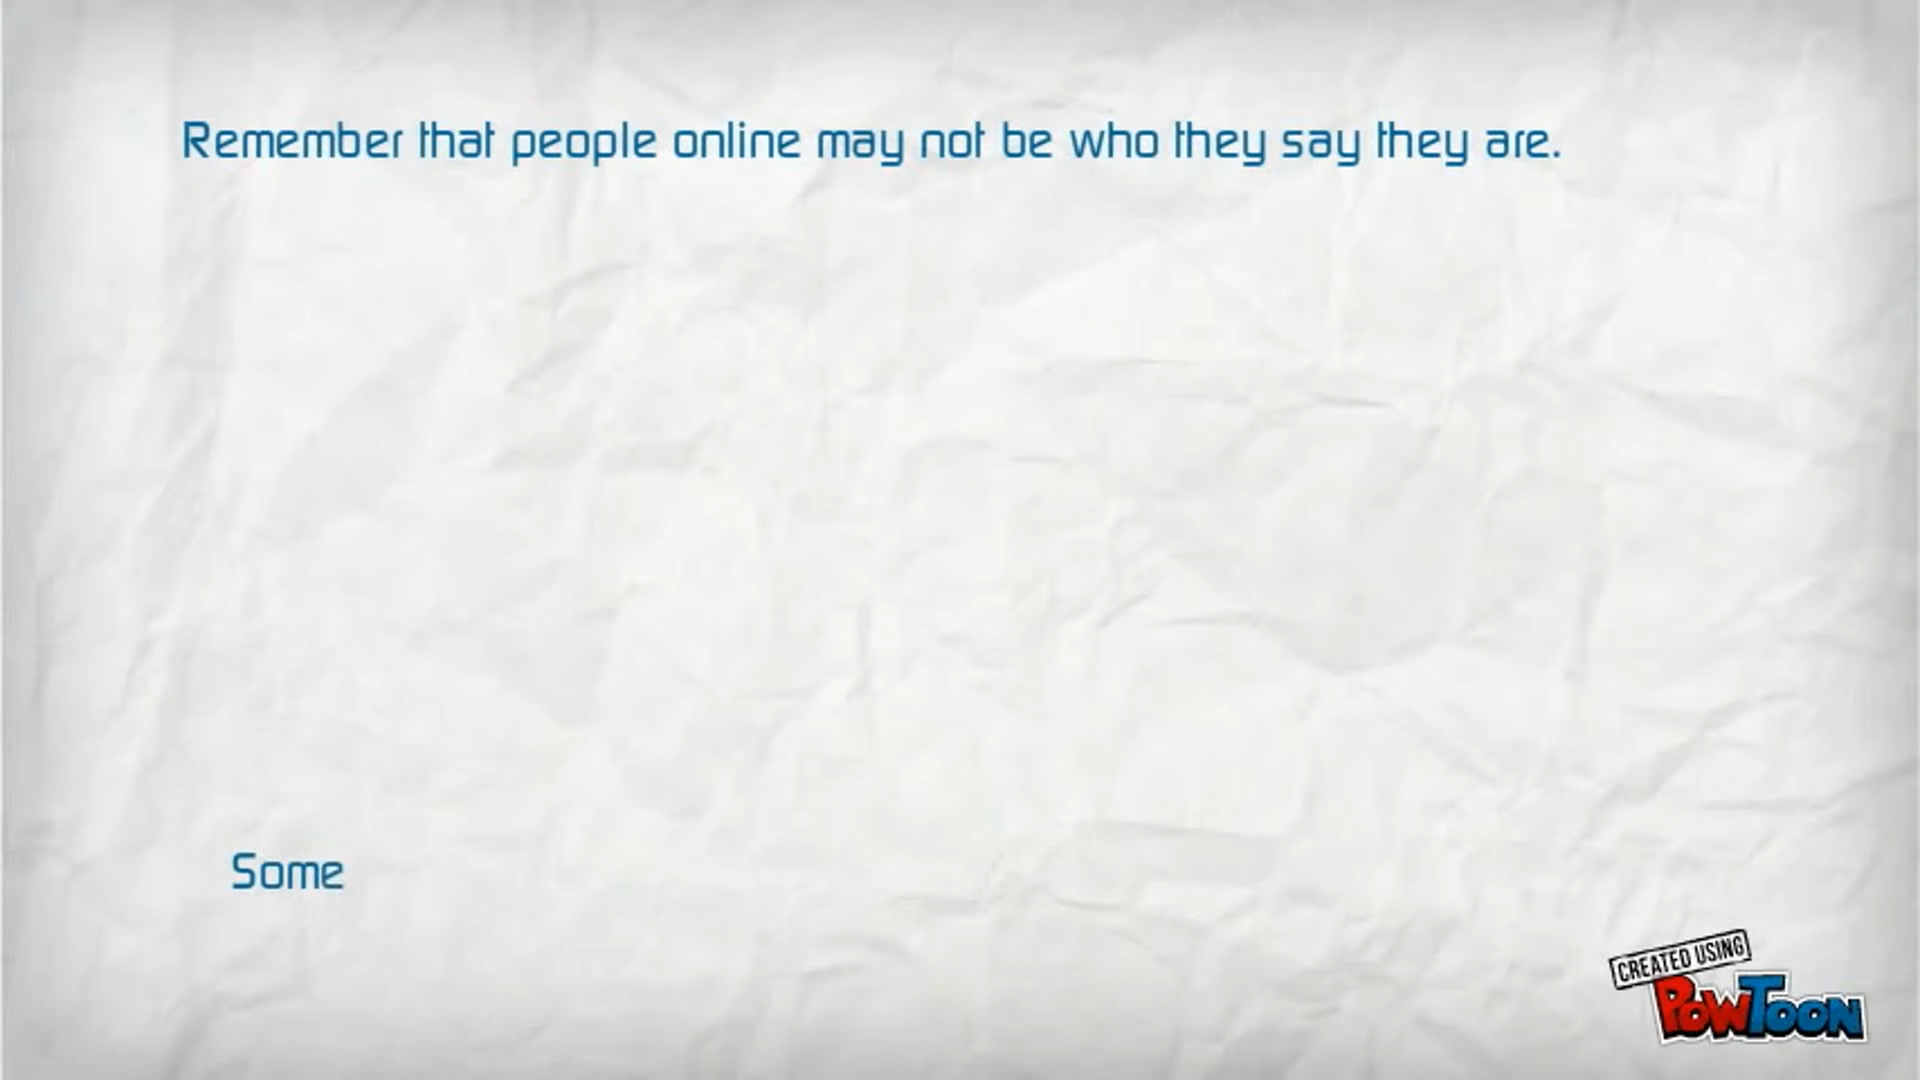 Remember that people online may not be who they say they are.
Some
CREATED USING
POWTOON